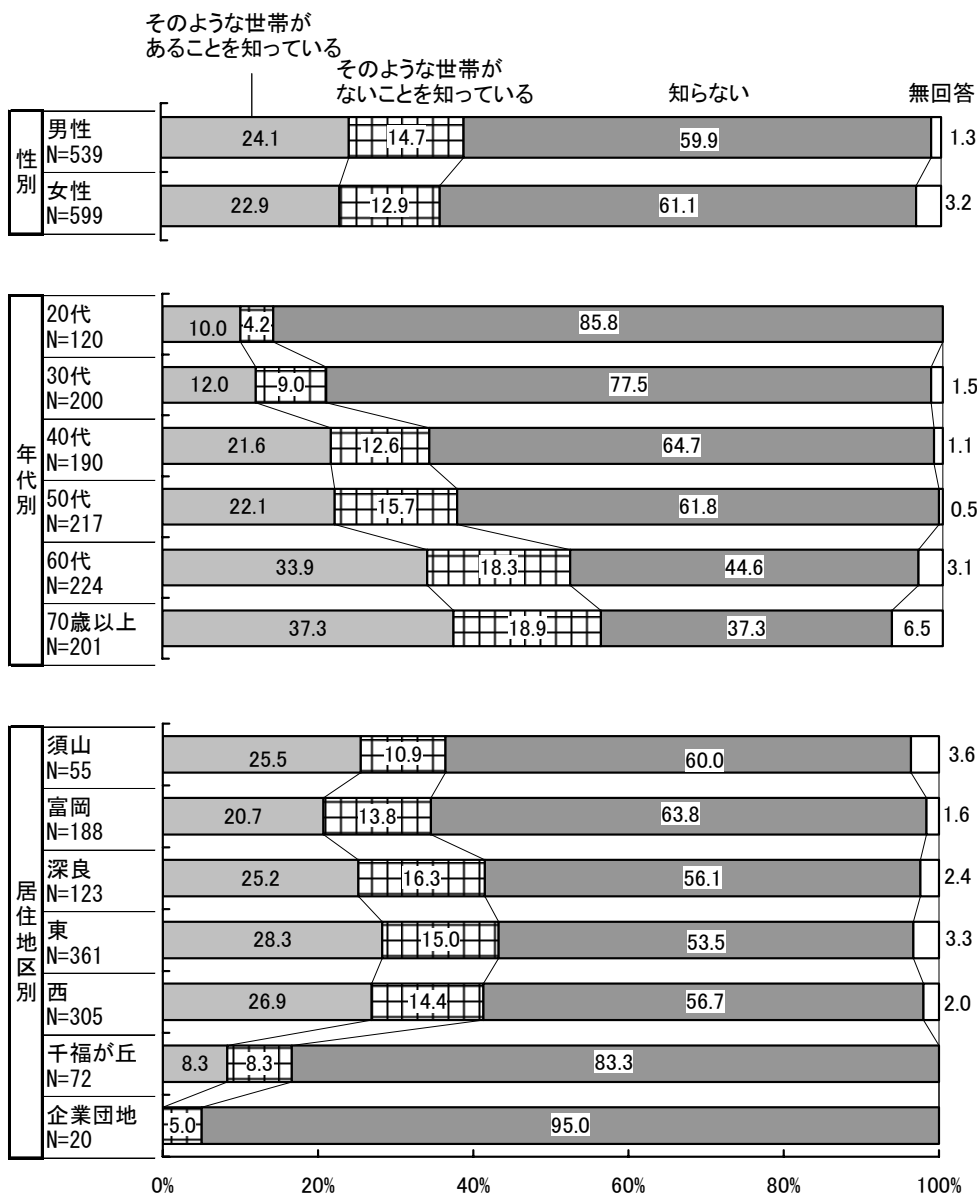 そのような世帯が
あることを知っている
そのような世帯が
ないことを知っている
知らない
無回答
性別
男性
N=539
24.1 14.7 59.9 1.3
女性
N=599
22.9 12.9 61.1 3.2
年代別
20代
N=120
10.0 4.2 85.8
30代
N=200
12.0 9.0 77.5 1.5
40代
N=190
21.6 12.6 64.7 1.1
50代
N=217
22.1 15.7 61.8 0.5
60代
N=224
33.9 18.3 44.6 3.1
70歳以上
N=201
37.3 18.9 37.3 6.5
居住地区別
須山
N=55
25.5 10.9 60.0 3.6
富岡
N=188
20.7 13.8 63.8 1.6
深良
N=123
25.2 16.3 56.1 2.4
東
N=361
28.3 15.0 53.5 3.3
西
N=305
26.9 14.4 56.7 2.0
千福が丘
N=72
8.3 8.3 83.3
企業団地
N=20
5.0 95.0
0% 20% 40% 60% 80% 100%